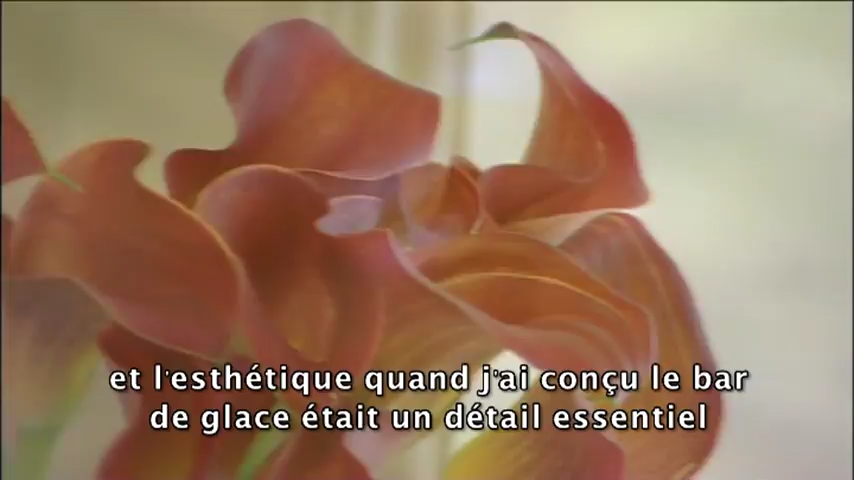 et l'esthétique quand j'ai conçu le bar
de glace était un détail essentiel